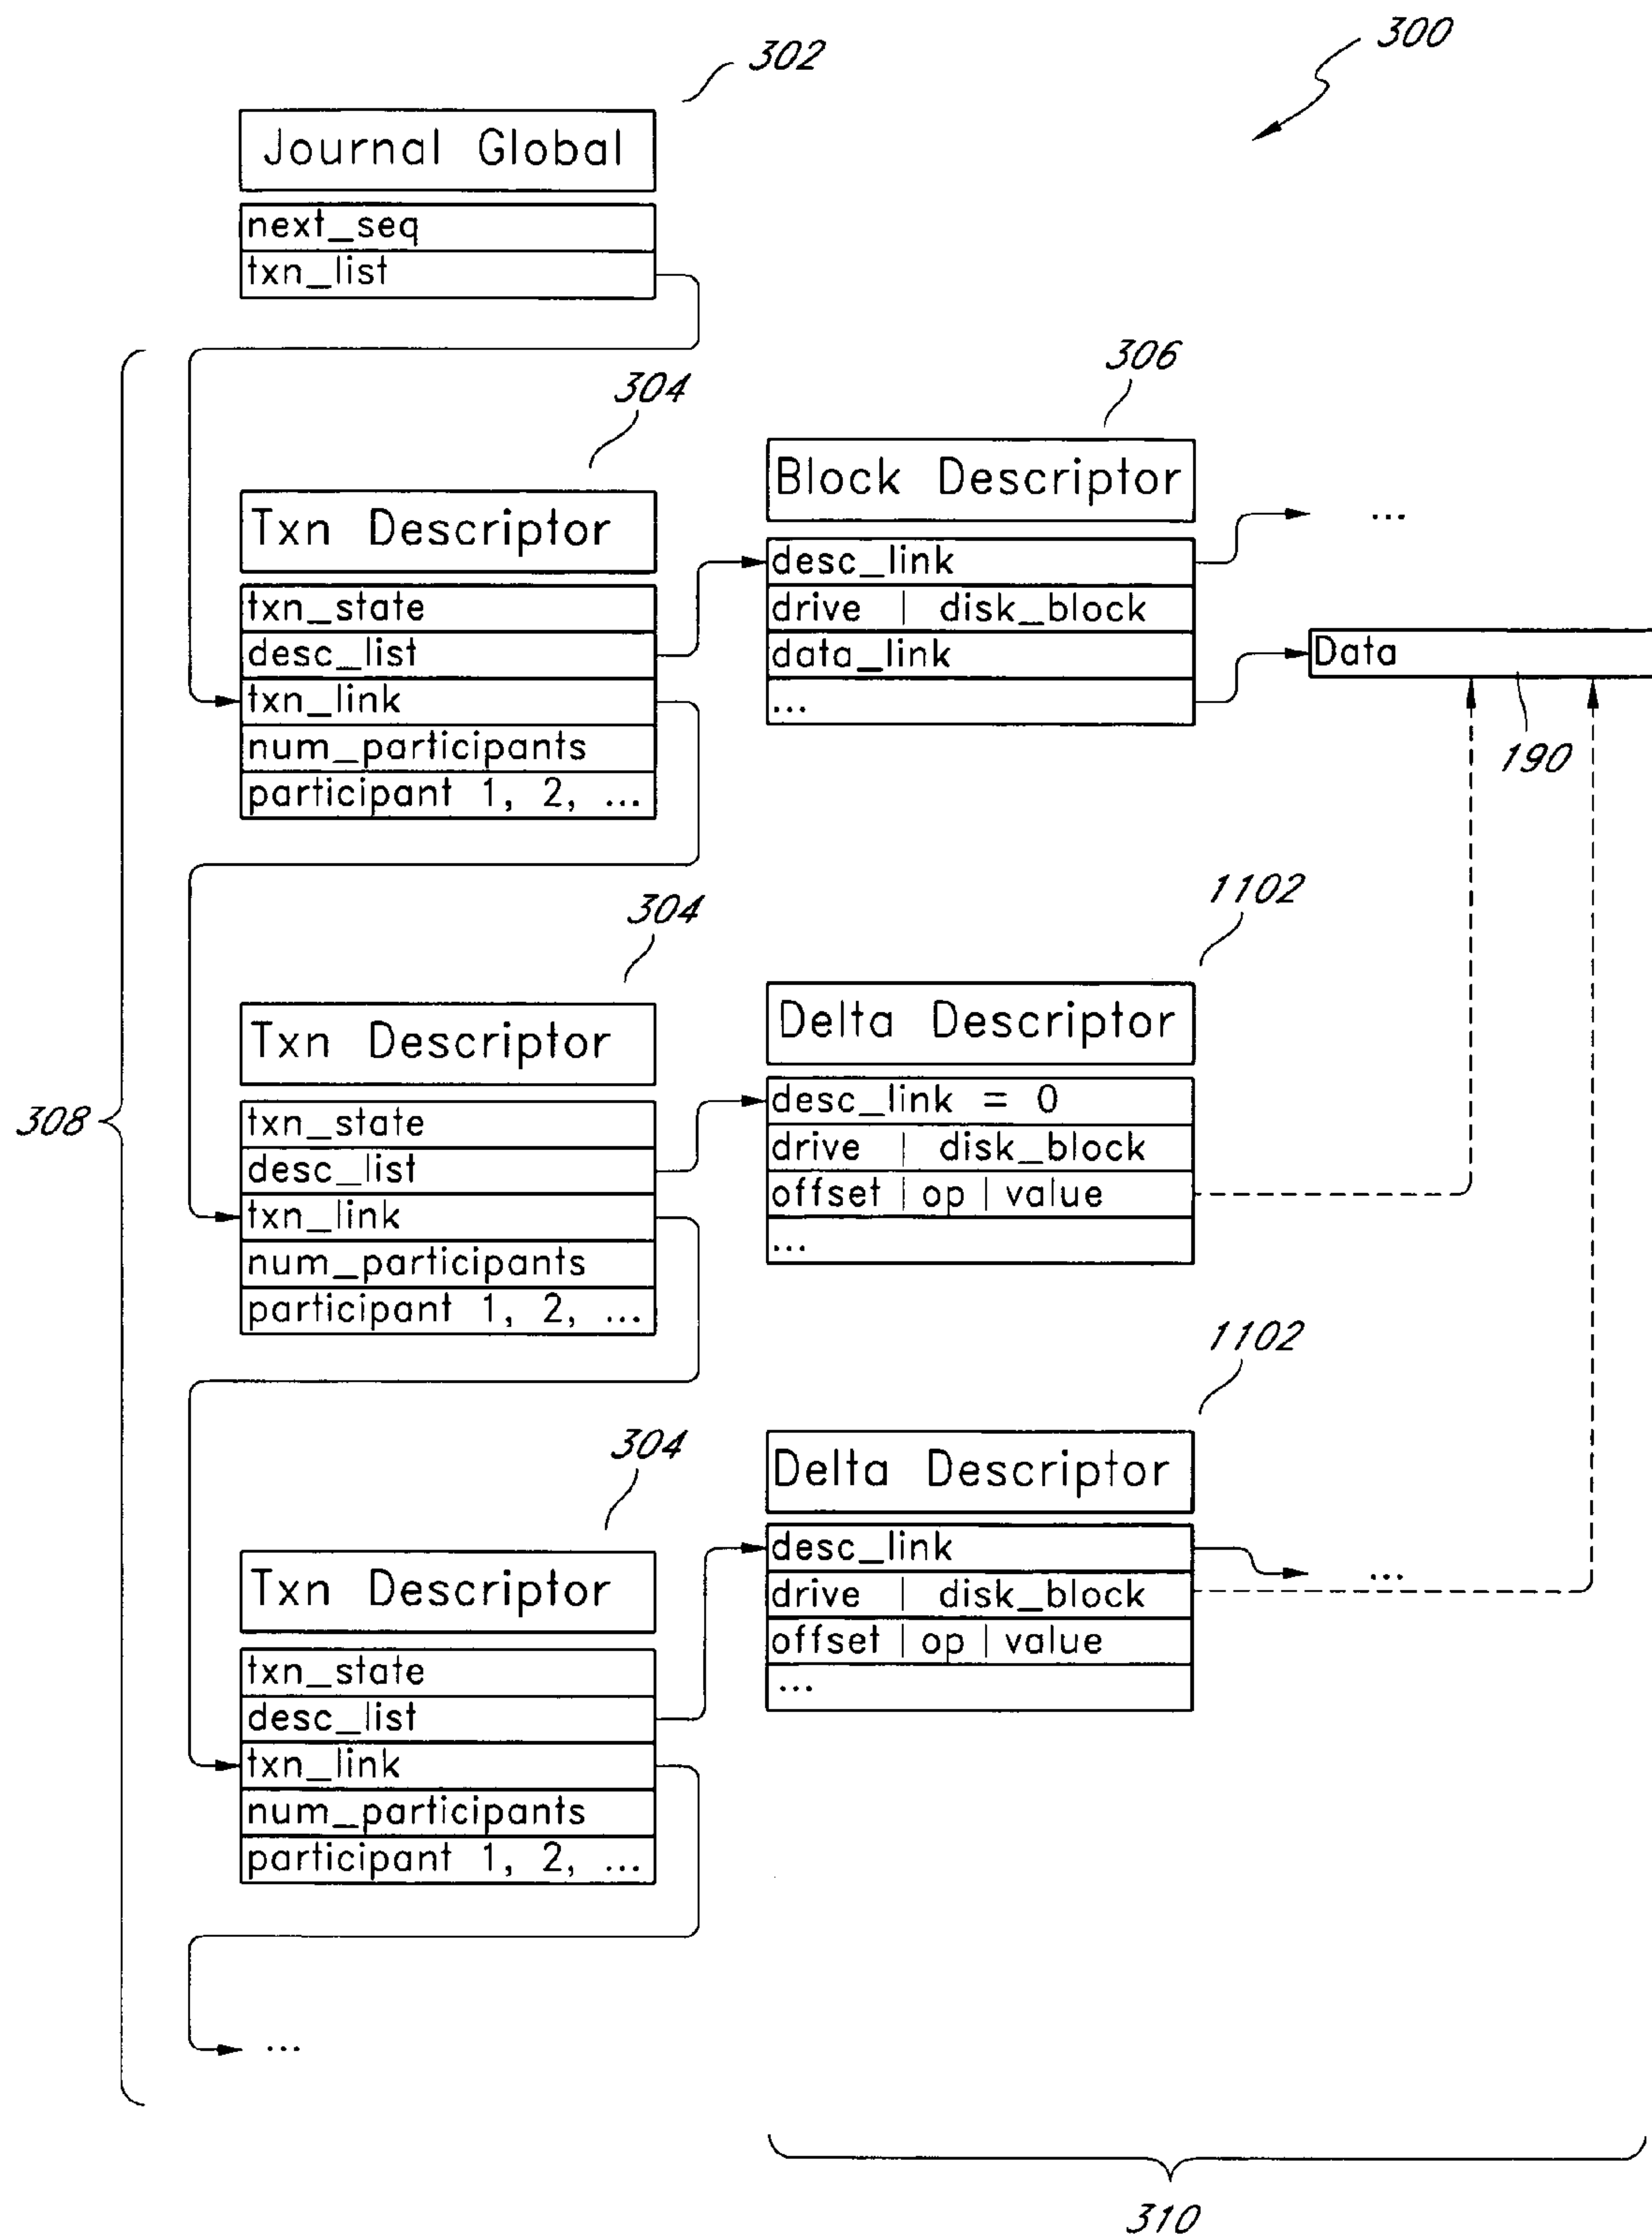 300
302
Journal Global
next_seq
txn_list
306
304
Block Descriptor
Txn Descriptor
...
desc_link
txn_state
drive | disk_block
desc_list
data_link
Data
txn_link
...
num_participants
190
participant 1, 2, ...
1102
304
Delta Descriptor
Txn Descriptor
desc_link = 0
txn_state
drive | disk_block
308
desc_list
offset | op | value
txn_link
...
num_participants
participant 1, 2, ...
1102
304
Delta Descriptor
desc_link
...
Txn Descriptor
drive | disk_block
offset | op | value
txn_state
...
desc_list
txn_link
num_participants
participant 1, 2, ...
...
310